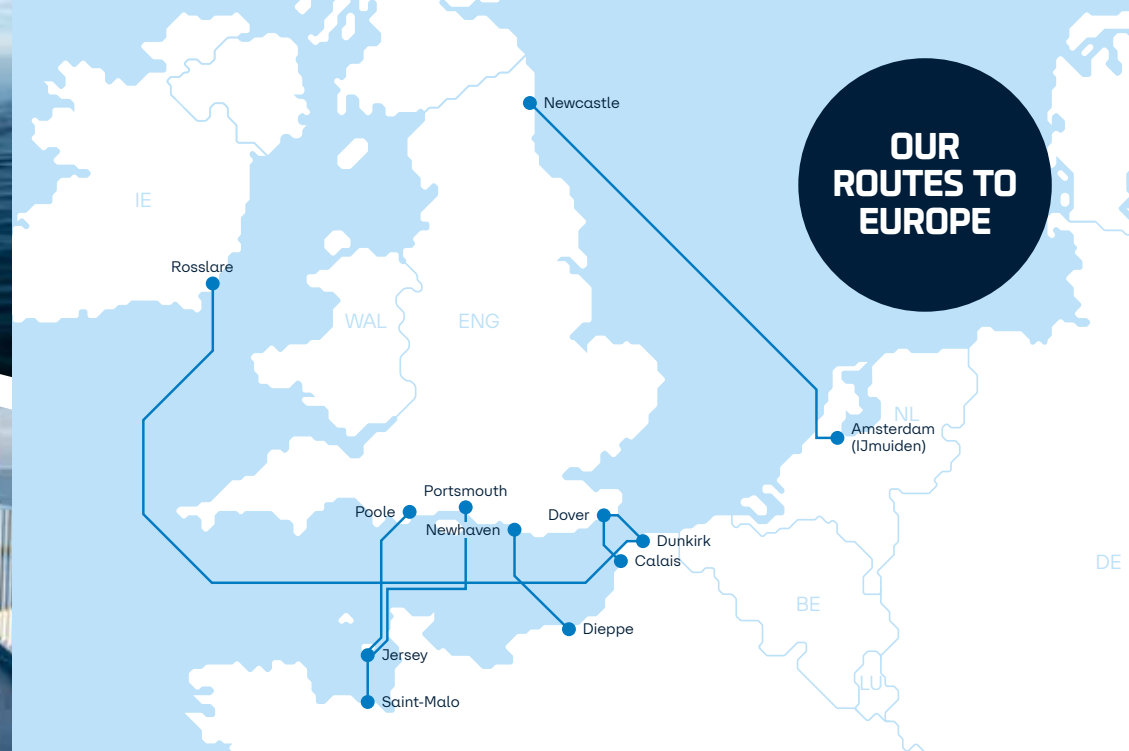 Newcastle
OUR
ROUTES TO
EUROPE
IE
Rosslare
WAL
ENG
NL
Amsterdam
(IJmuiden)
Portsmouth
Poole
Dover
Newhaven
Dunkirk
Calais
DE
BE
Dieppe
Jersey
LU
Saint-Malo